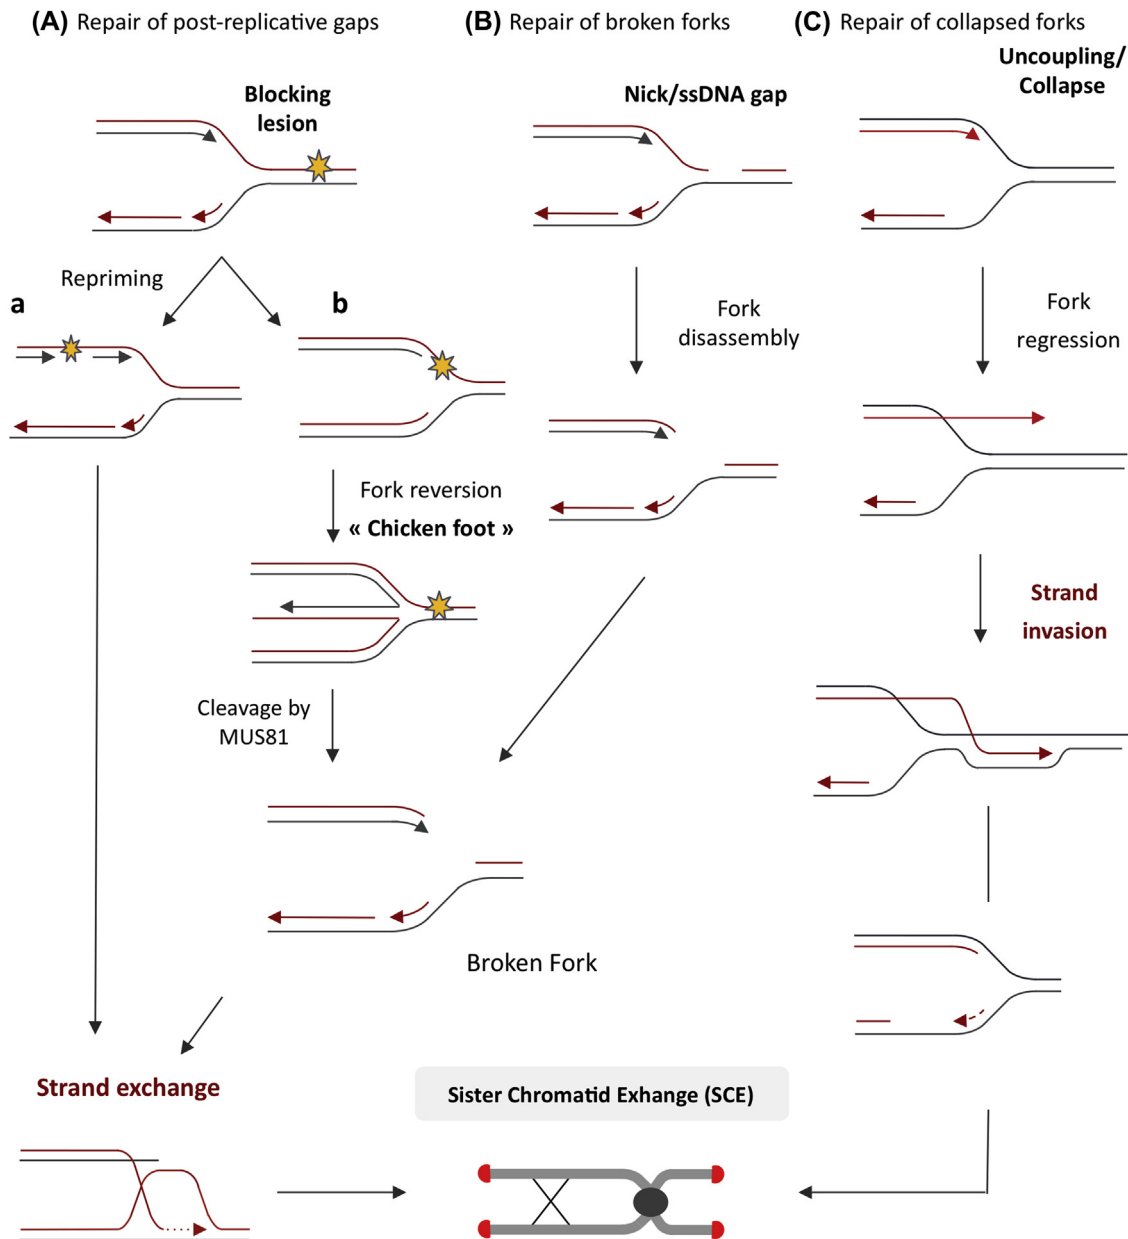 (A) Repair of post-replicative gaps
(B) Repair of broken forks
(C) Repair of collapsed forks
Blocking
lesion
Nick/ssDNA gap
Uncoupling/
Collapse
Repriming
a
b
Fork
disassembly
Fork
regression
Fork reversion
« Chicken foot »
Strand
invasion
Cleavage by
MUS81
Broken Fork
Strand exchange
Sister Chromatid Exhange (SCE)